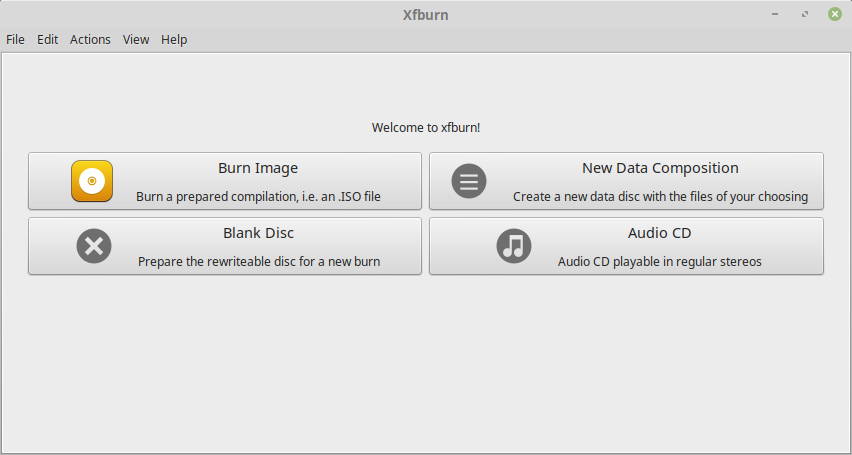 Xfburn
File Edit Actions View Help
Welcome to xfburn!
Burn Image
Burn a prepared compilation, i.e. an .ISO file
New Data Composition
Create a new data disc with the files of your choosing
Blank Disc
Prepare the rewriteable disc for a new burn
Audio CD
Audio CD playable in regular stereos